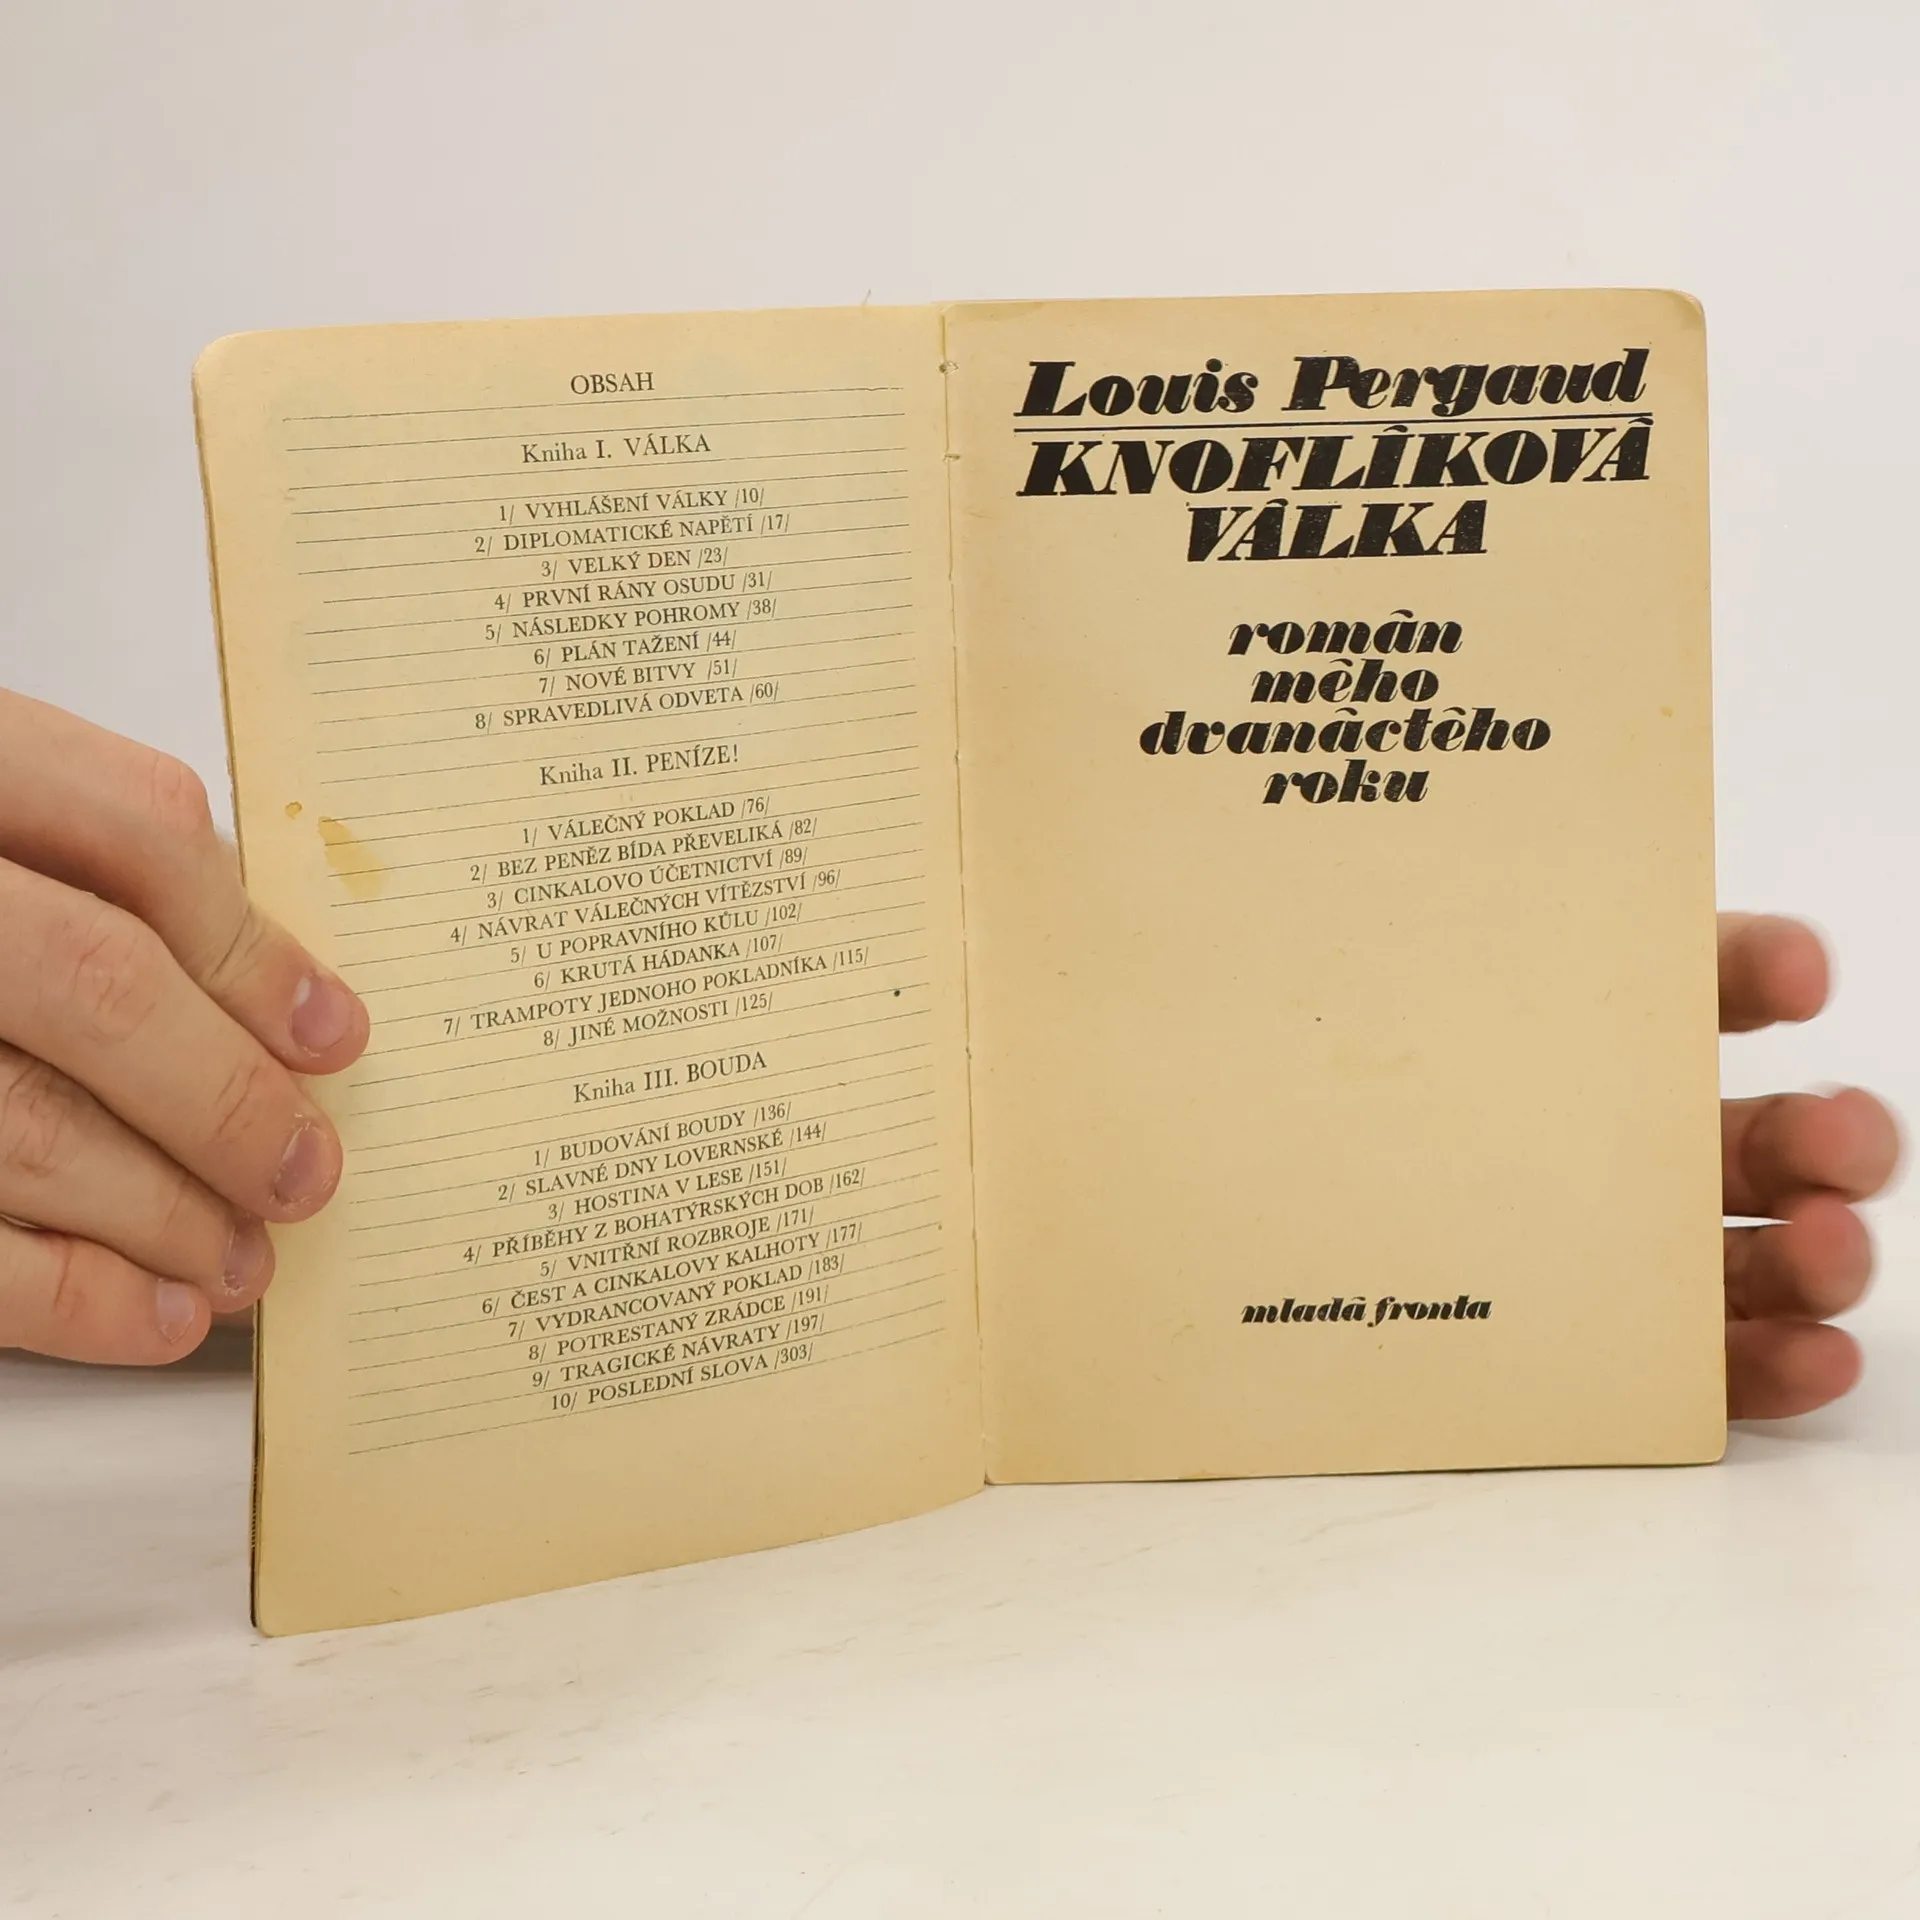 OBSAH
Kniha I. VÁLKA
1/ VYHLÁŠENÍ VÁLKY /10/
2/ DIPLOMATICKÉ NAPĚTÍ /17/
3/ VELKÝ DEN /23/
4/ PRVNÍ RÁNY OSUDU /31/
5/ NÁSLEDKY POHROMY /38/
6/ PLÁN TAŽENÍ /44/
7/ NOVÉ BITVY /51/
8/ SPRAVEDLIVÁ ODVETA /60/
Kniha II. PENÍZE!
1/ VÁLEČNÝ POKLAD /76/
2/ BEZ PENĚZ BÍDA PŘEVELIKÁ /82/
3/ CINKALOVO ÚČETNICTVÍ /89/
4/ NÁVRAT VÁLEČNÝCH VÍTĚZSTVÍ /96/
5/ U POPRAVNÍHO KŮLU /102/
6/ KRUTÁ HÁDANKA /107/
7/ TRAMPOTY JEDNOHO POKLADNÍKA /115/
8/ JINÉ MOŽNOSTI /125/
Kniha III. BOUDA
1/ BUDOVÁNÍ BOUDY /136/
2/ SLAVNÉ DNY LOVERNSKÉ /144/
3/ HOSTINA V LESE /151/
4/ PŘÍBĚHY Z BOHATÝRSKÝCH DOB /162/
5/ VNITŘNÍ ROZBROJE /171/
6/ ČEST A CINKALOVY KALHOTY /177/
7/ VYDRANCOVANÝ POKLAD /183/
8/ POTRESTANÝ ZRÁDCE /191/
9/ TRAGICKÉ NÁVRATY /197/
10/ POSLEDNÍ SLOVA /303/
Louis Pergaud
KNOFLÍKOVÁ
VÁLKA
román
mého
dvanáctého
roku
mladá fronta